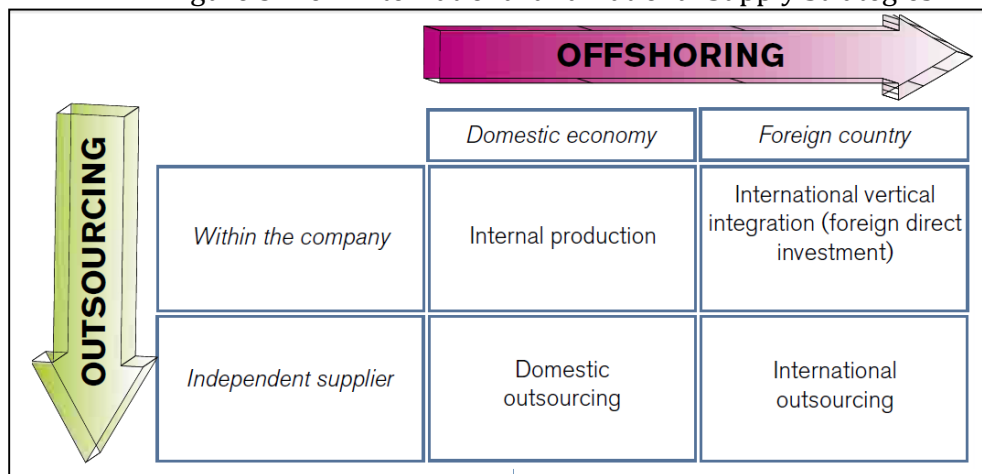 OFFSHORING
OUTSOURCING
Domestic economy
Foreign country
Within the company
Internal production
International vertical
integration (foreign direct
investment)
Independent supplier
Domestic
outsourcing
International
outsourcing